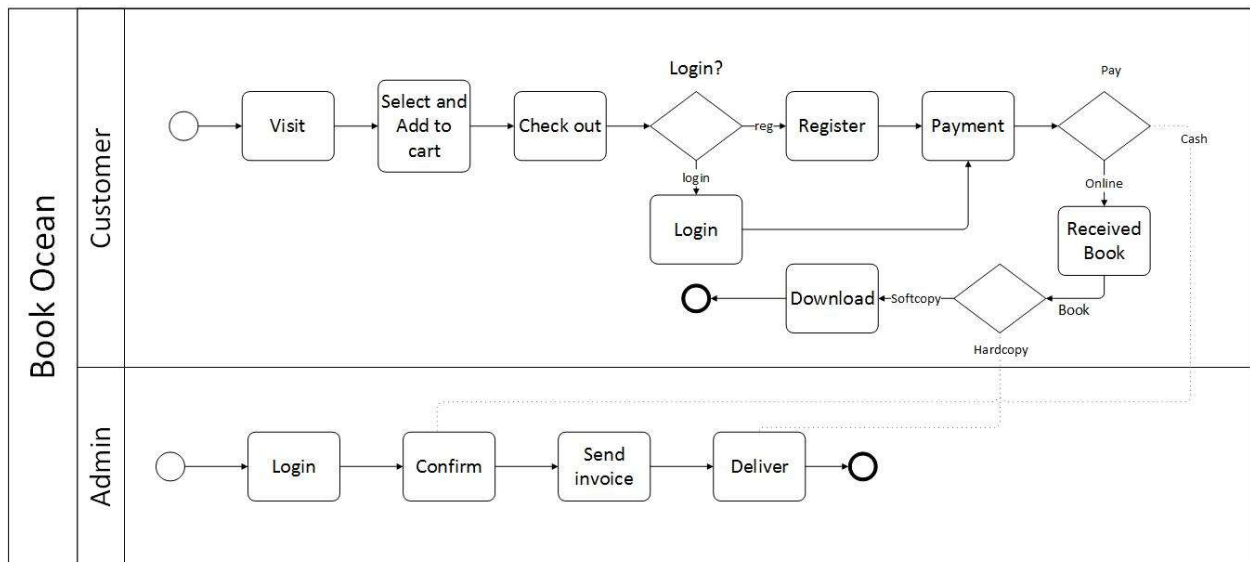 Book Ocean
Customer
Visit
Select and
Add to
cart
Check out
Login?
reg
login
Login
Register
Payment
Pay
Cash
Online
Received
Book
Book
Softcopy
Download
Hardcopy
Admin
Login
Confirm
Send
invoice
Deliver